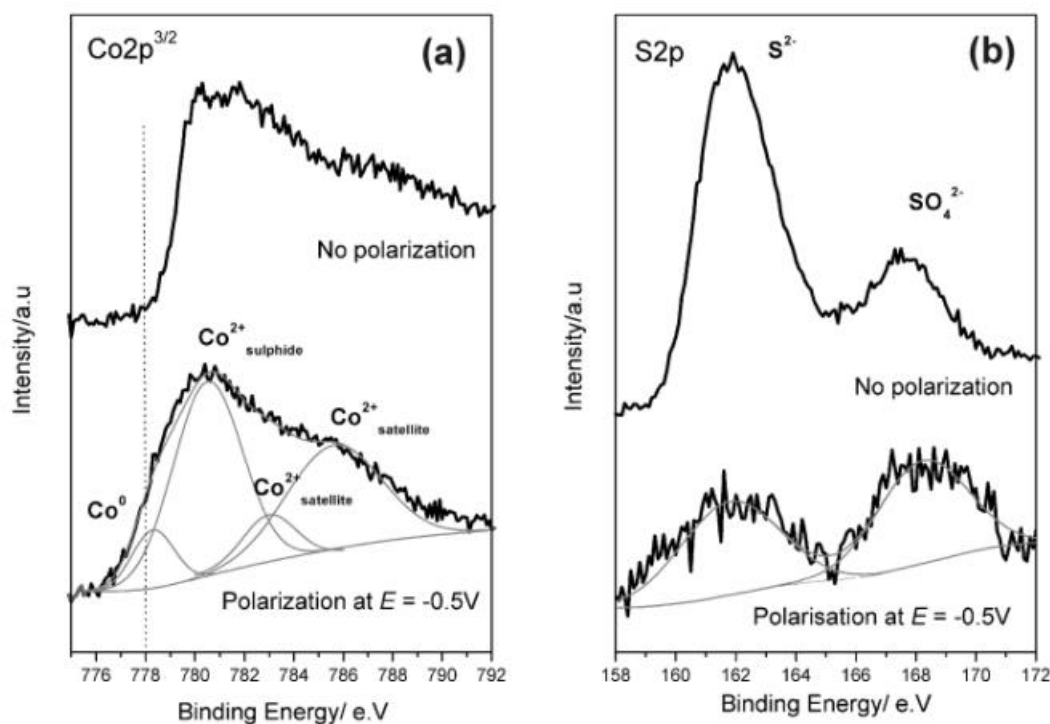 Co2p3/2
(a)
No polarization
Co2+ sulphide
Co2+ satellite
Co2+ satellite
Co0
Polarization at E = -0.5V
Intensity/a.u
776 778 780 782 784 786 788 790 792
Binding Energy/ e.V
S2p
S2-
(b)
SO42-
No polarization
Polarisation at E = -0.5V
Intensity/a.u
158 160 162 164 166 168 170 172
Binding Energy/ e.V